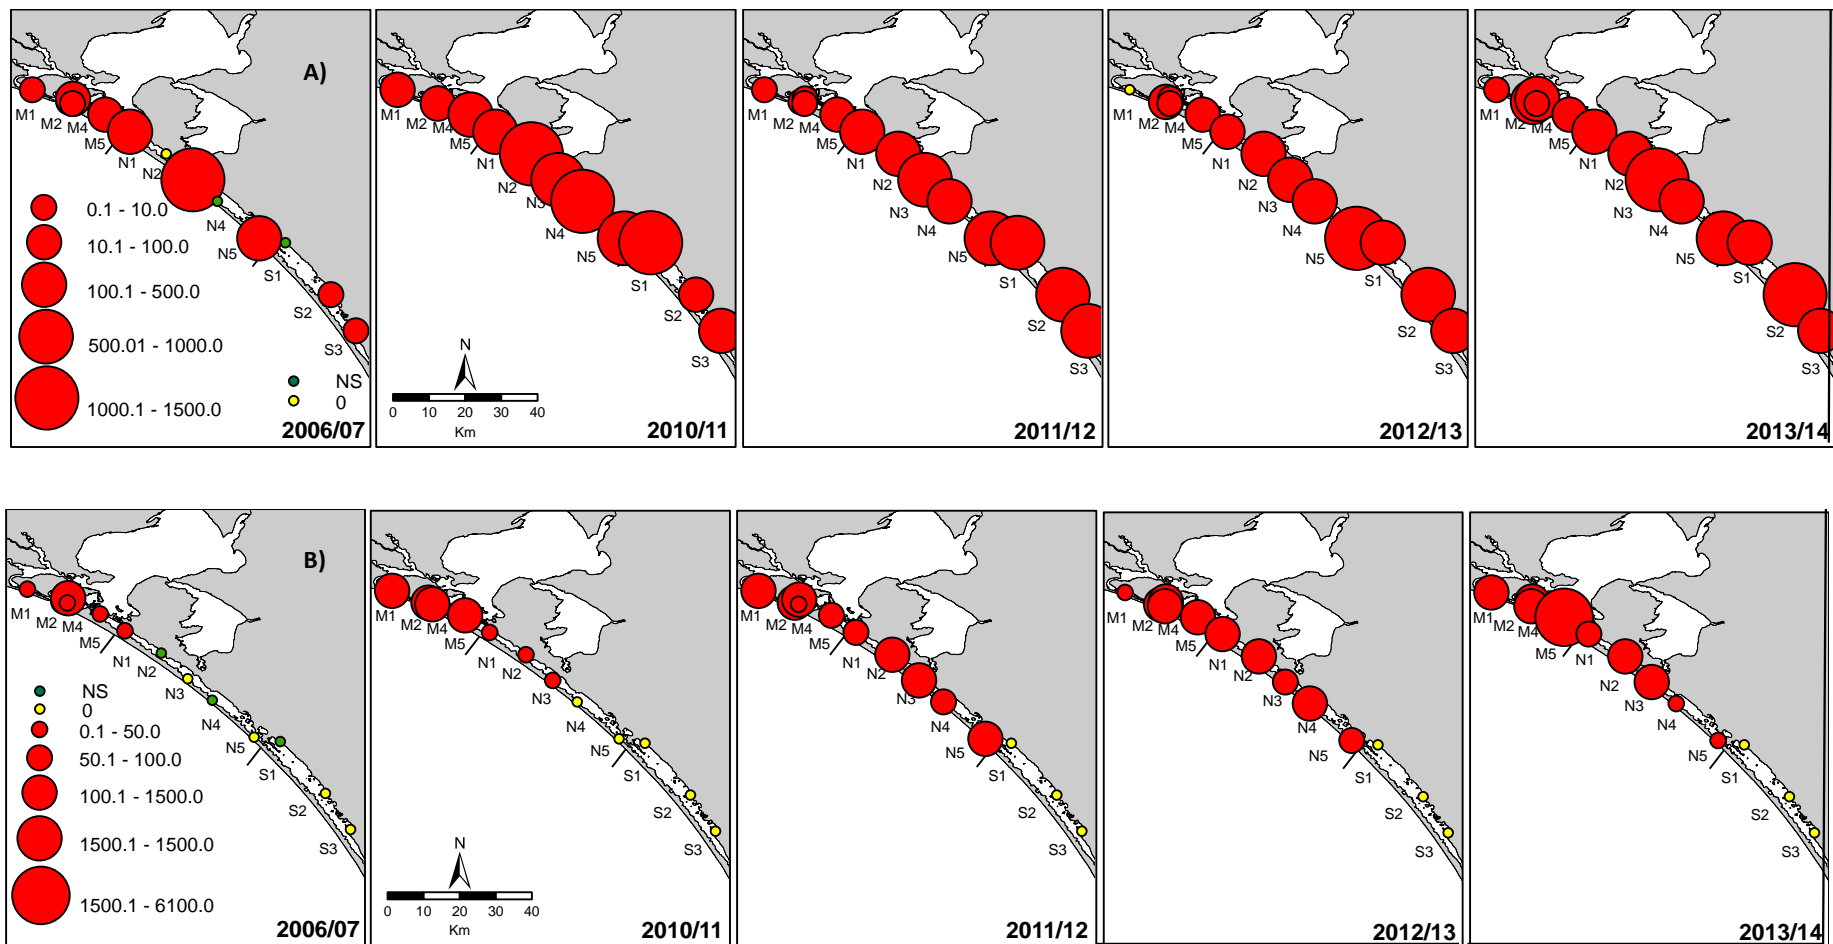 A)
M1
M2
M4
M5
N1
N2
N4
N5
S1
S2
S3
0.1 - 10.0
10.1 - 100.0
100.1 - 500.0
500.01 - 1000.0
1000.1 - 1500.0
NS
0
2006/07
M1
M2
M4
M5
N1
N2
N3
N4
N5
S1
S2
S3
N
0 10 20 30 40
Km
2010/11
M1
M2
M4
M5
N1
N2
N3
N4
N5
S1
S2
S3
2011/12
M1
M2
M4
M5
N1
N2
N3
N4
N5
S1
S2
S3
2012/13
M1
M2
M4
M5
N1
N2
N3
N4
N5
S1
S2
S3
2013/14
B)
M1
M2
M4
M5
N1
N2
N3
N4
N5
S1
S2
S3
NS
0
0.1 - 50.0
50.1 - 100.0
100.1 - 1500.0
1500.1 - 1500.0
1500.1 - 6100.0
2006/07
M1
M2
M4
M5
N1
N2
N3
N4
N5
S1
S2
S3
N
0 10 20 30 40
Km
2010/11
M1
M2
M4
M5
N1
N2
N3
N4
N5
S1
S2
S3
2011/12
M1
M2
M4
M5
N1
N2
N3
N4
N5
S1
S2
S3
2012/13
M1
M2
M4
M5
N1
N2
N3
N4
N5
S1
S2
S3
2013/14